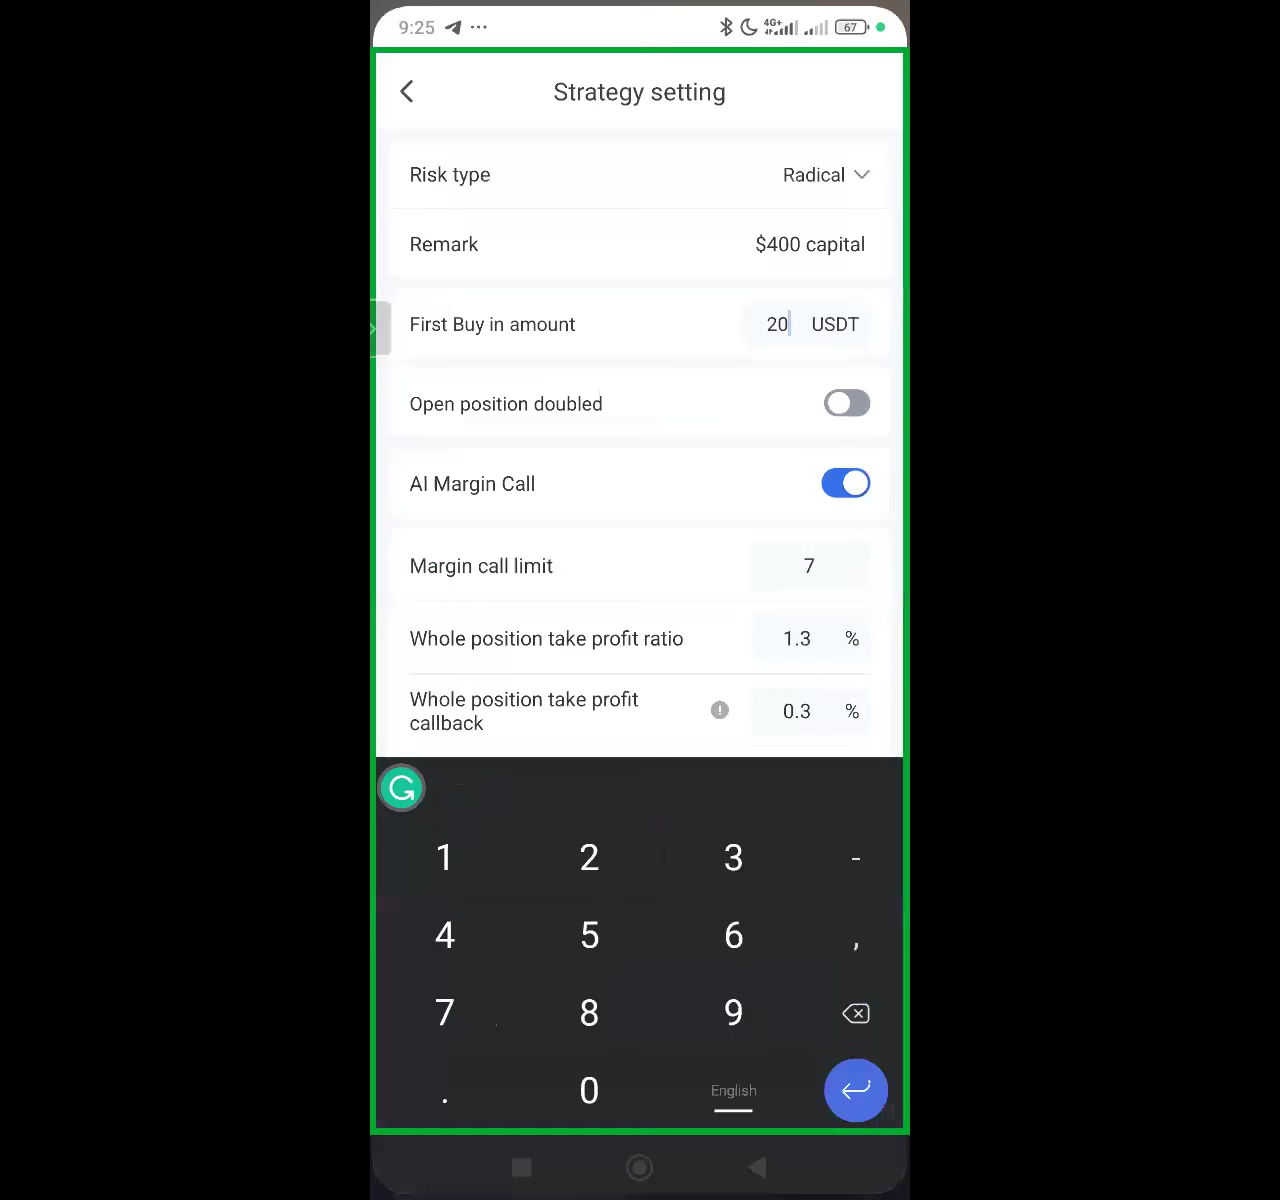 9:25 ... 4G+ 67
Strategy setting
Risk type Radical
Remark $400 capital
First Buy in amount 20 USDT
Open position doubled
AI Margin Call
Margin call limit 7
Whole position take profit ratio 1.3 %
Whole position take profit
callback ! 0.3 %
G
1 2 3 -
4 5 6 ,
7 8 9
. 0 English